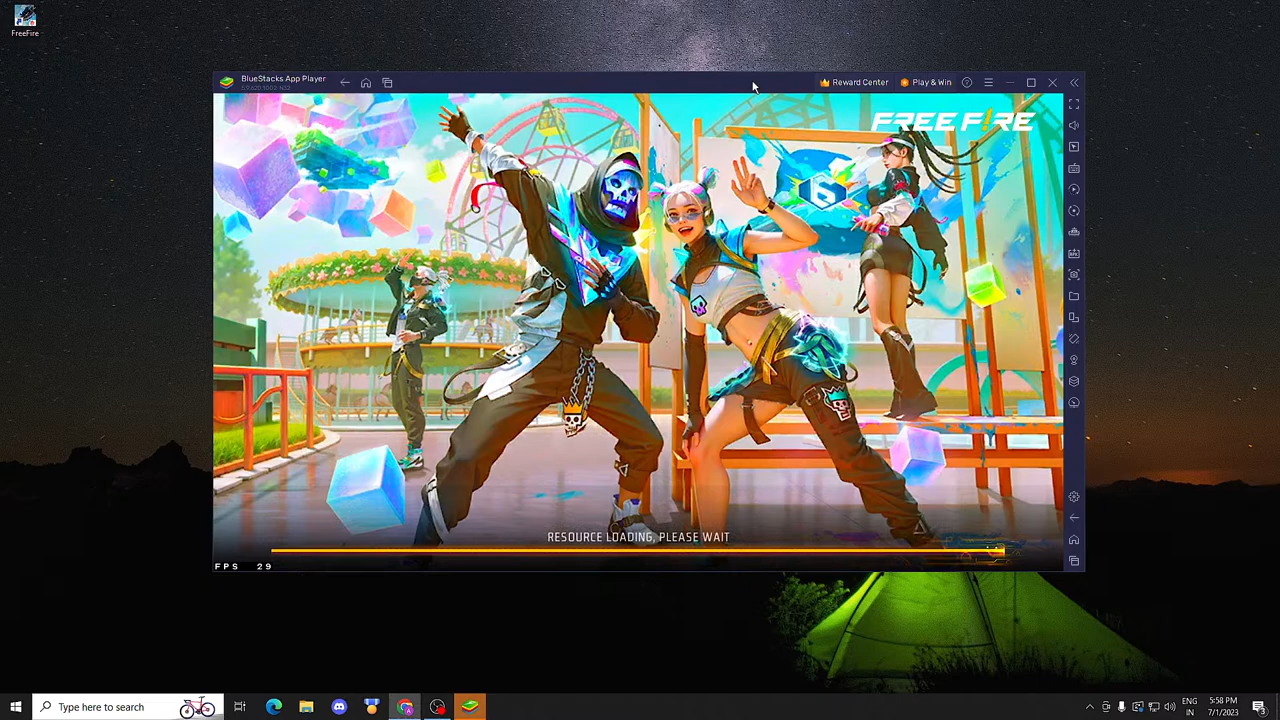 FreeFire
BlueStacks App Player
Reward Center
Play & Win
FREE FIRE
RESOURCE LOADING, PLEASE WAIT
FPS 29
Type here to search
ENG
IN
5:58 PM
7/1/2023